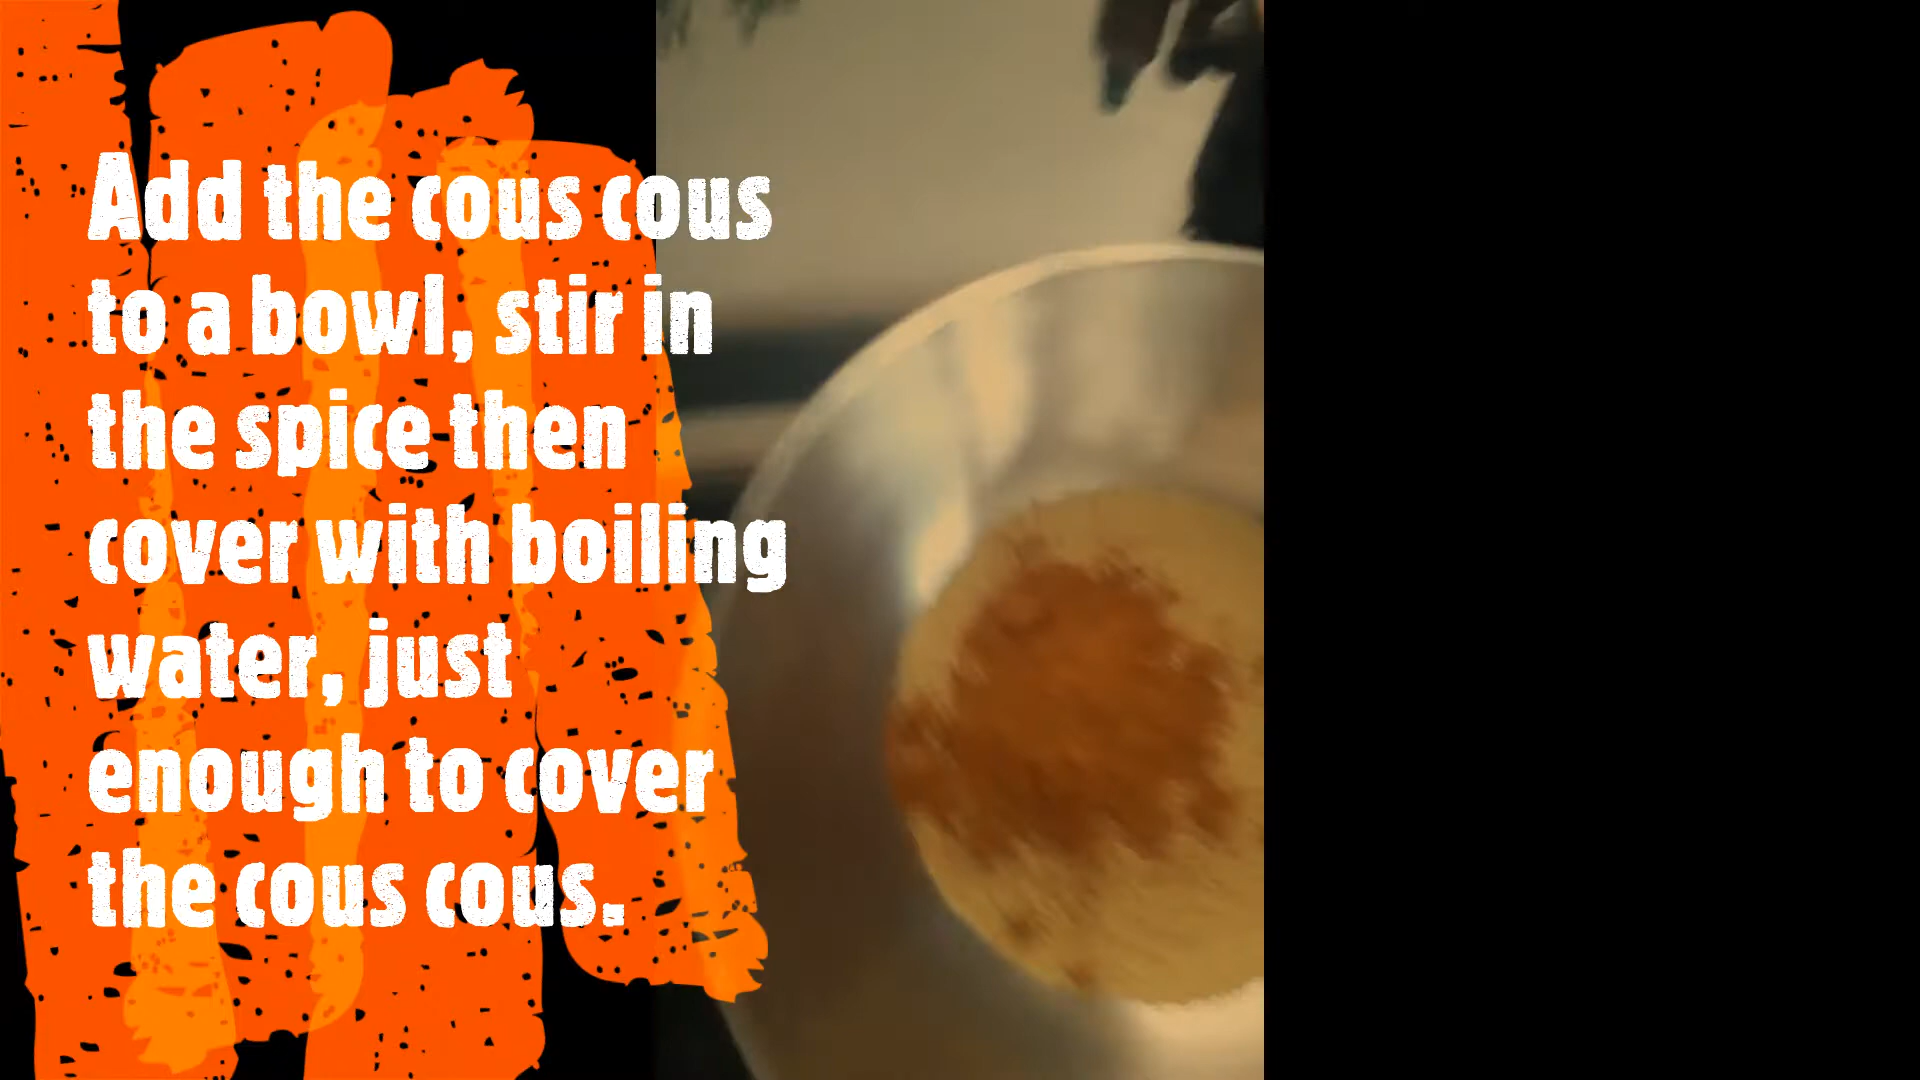 Add the cous cous
to a bowl, stir in
the spice then
cover with boiling
water, just
enough to cover
the cous cous.